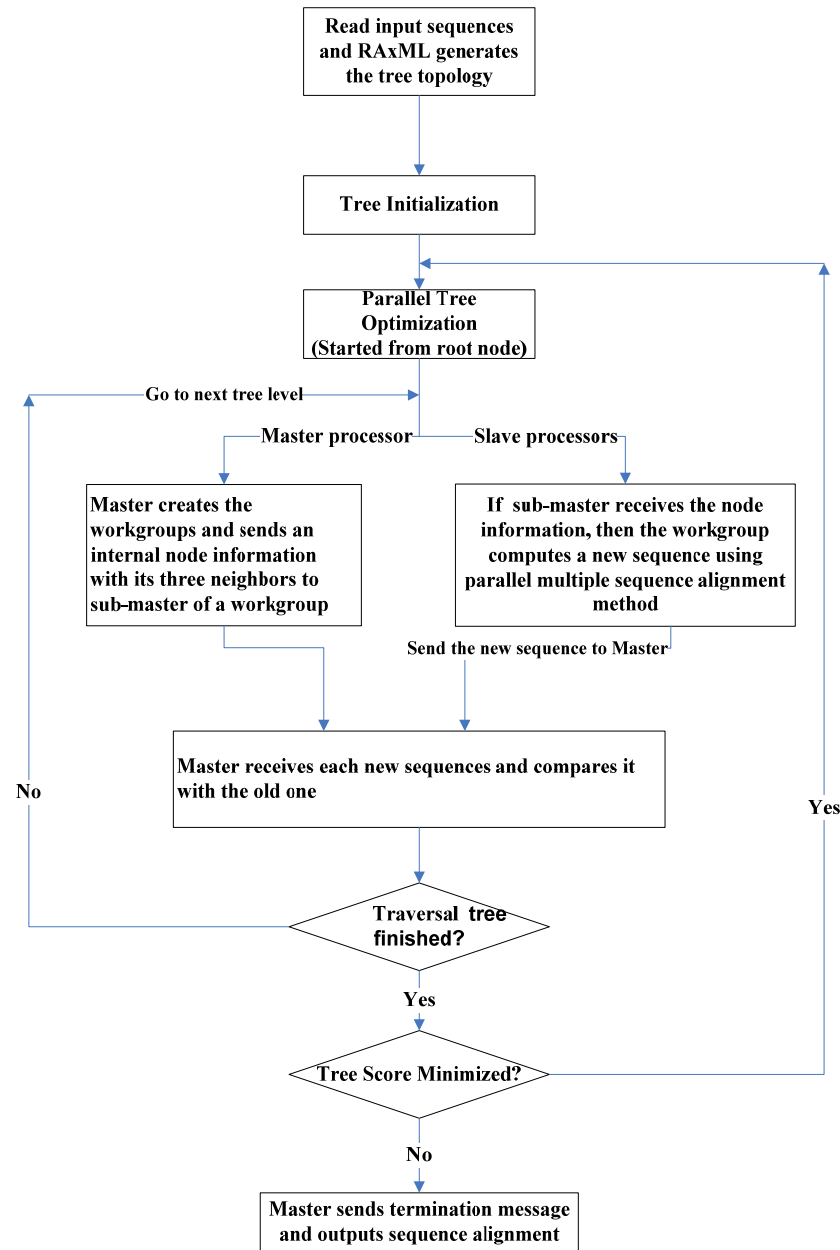 Read input sequences
and RAxML generates
the tree topology
Tree Initialization
Parallel Tree
Optimization
(Started from root node)
Go to next tree level
Master processor
Slave processors
Master creates the
workgroups and sends an
internal node information
with its three neighbors to
sub-master of a workgroup
If sub-master receives the node
information, then the workgroup
computes a new sequence using
parallel multiple sequence alignment
method
Send the new sequence to Master
Master receives each new sequences and compares it
with the old one
No
Yes
Traversal tree
finished?
Yes
Tree Score Minimized?
No
Master sends termination message
and outputs sequence alignment